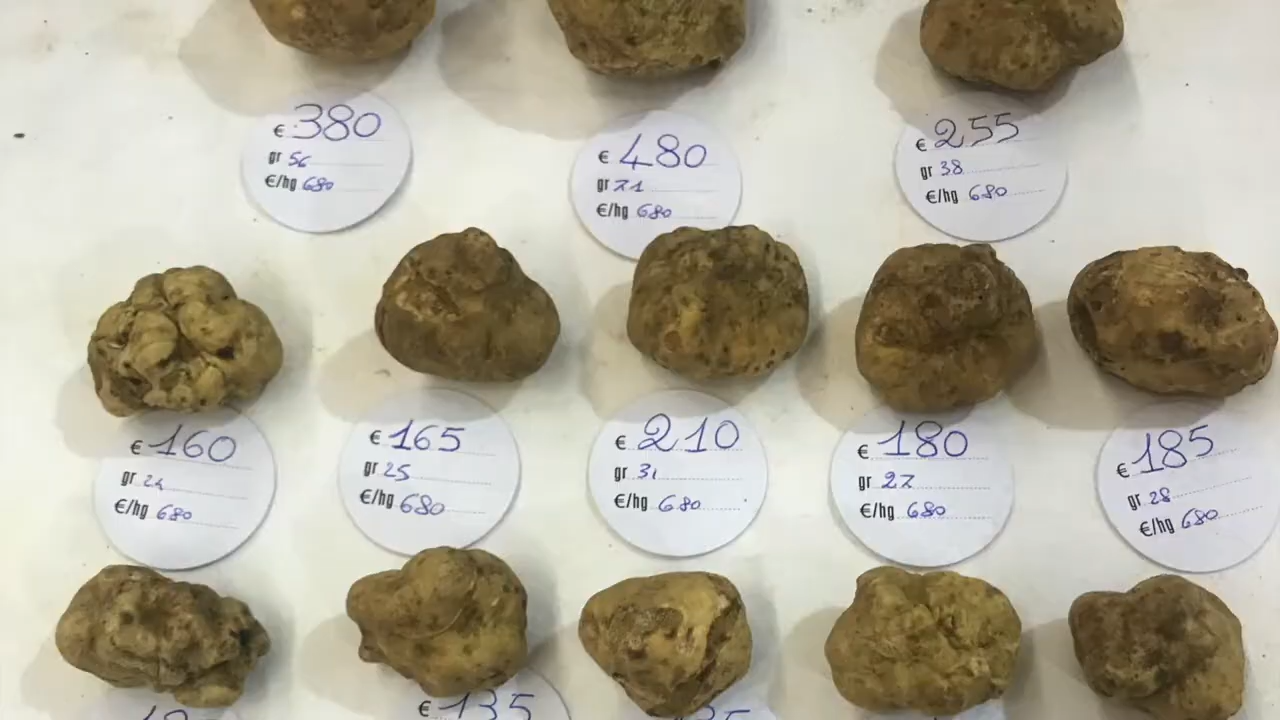 € 380
gr 56
€/hg 680
€ 480
gr 71
€/hg 680
€ 255
gr 38
€/hg 680
€ 160
gr 24
€/hg 680
€ 165
gr 25
€/hg 680
€ 210
gr 31
€/hg 680
€ 180
gr 27
€/hg 680
€ 185
gr 28
€/hg 680
€ 135